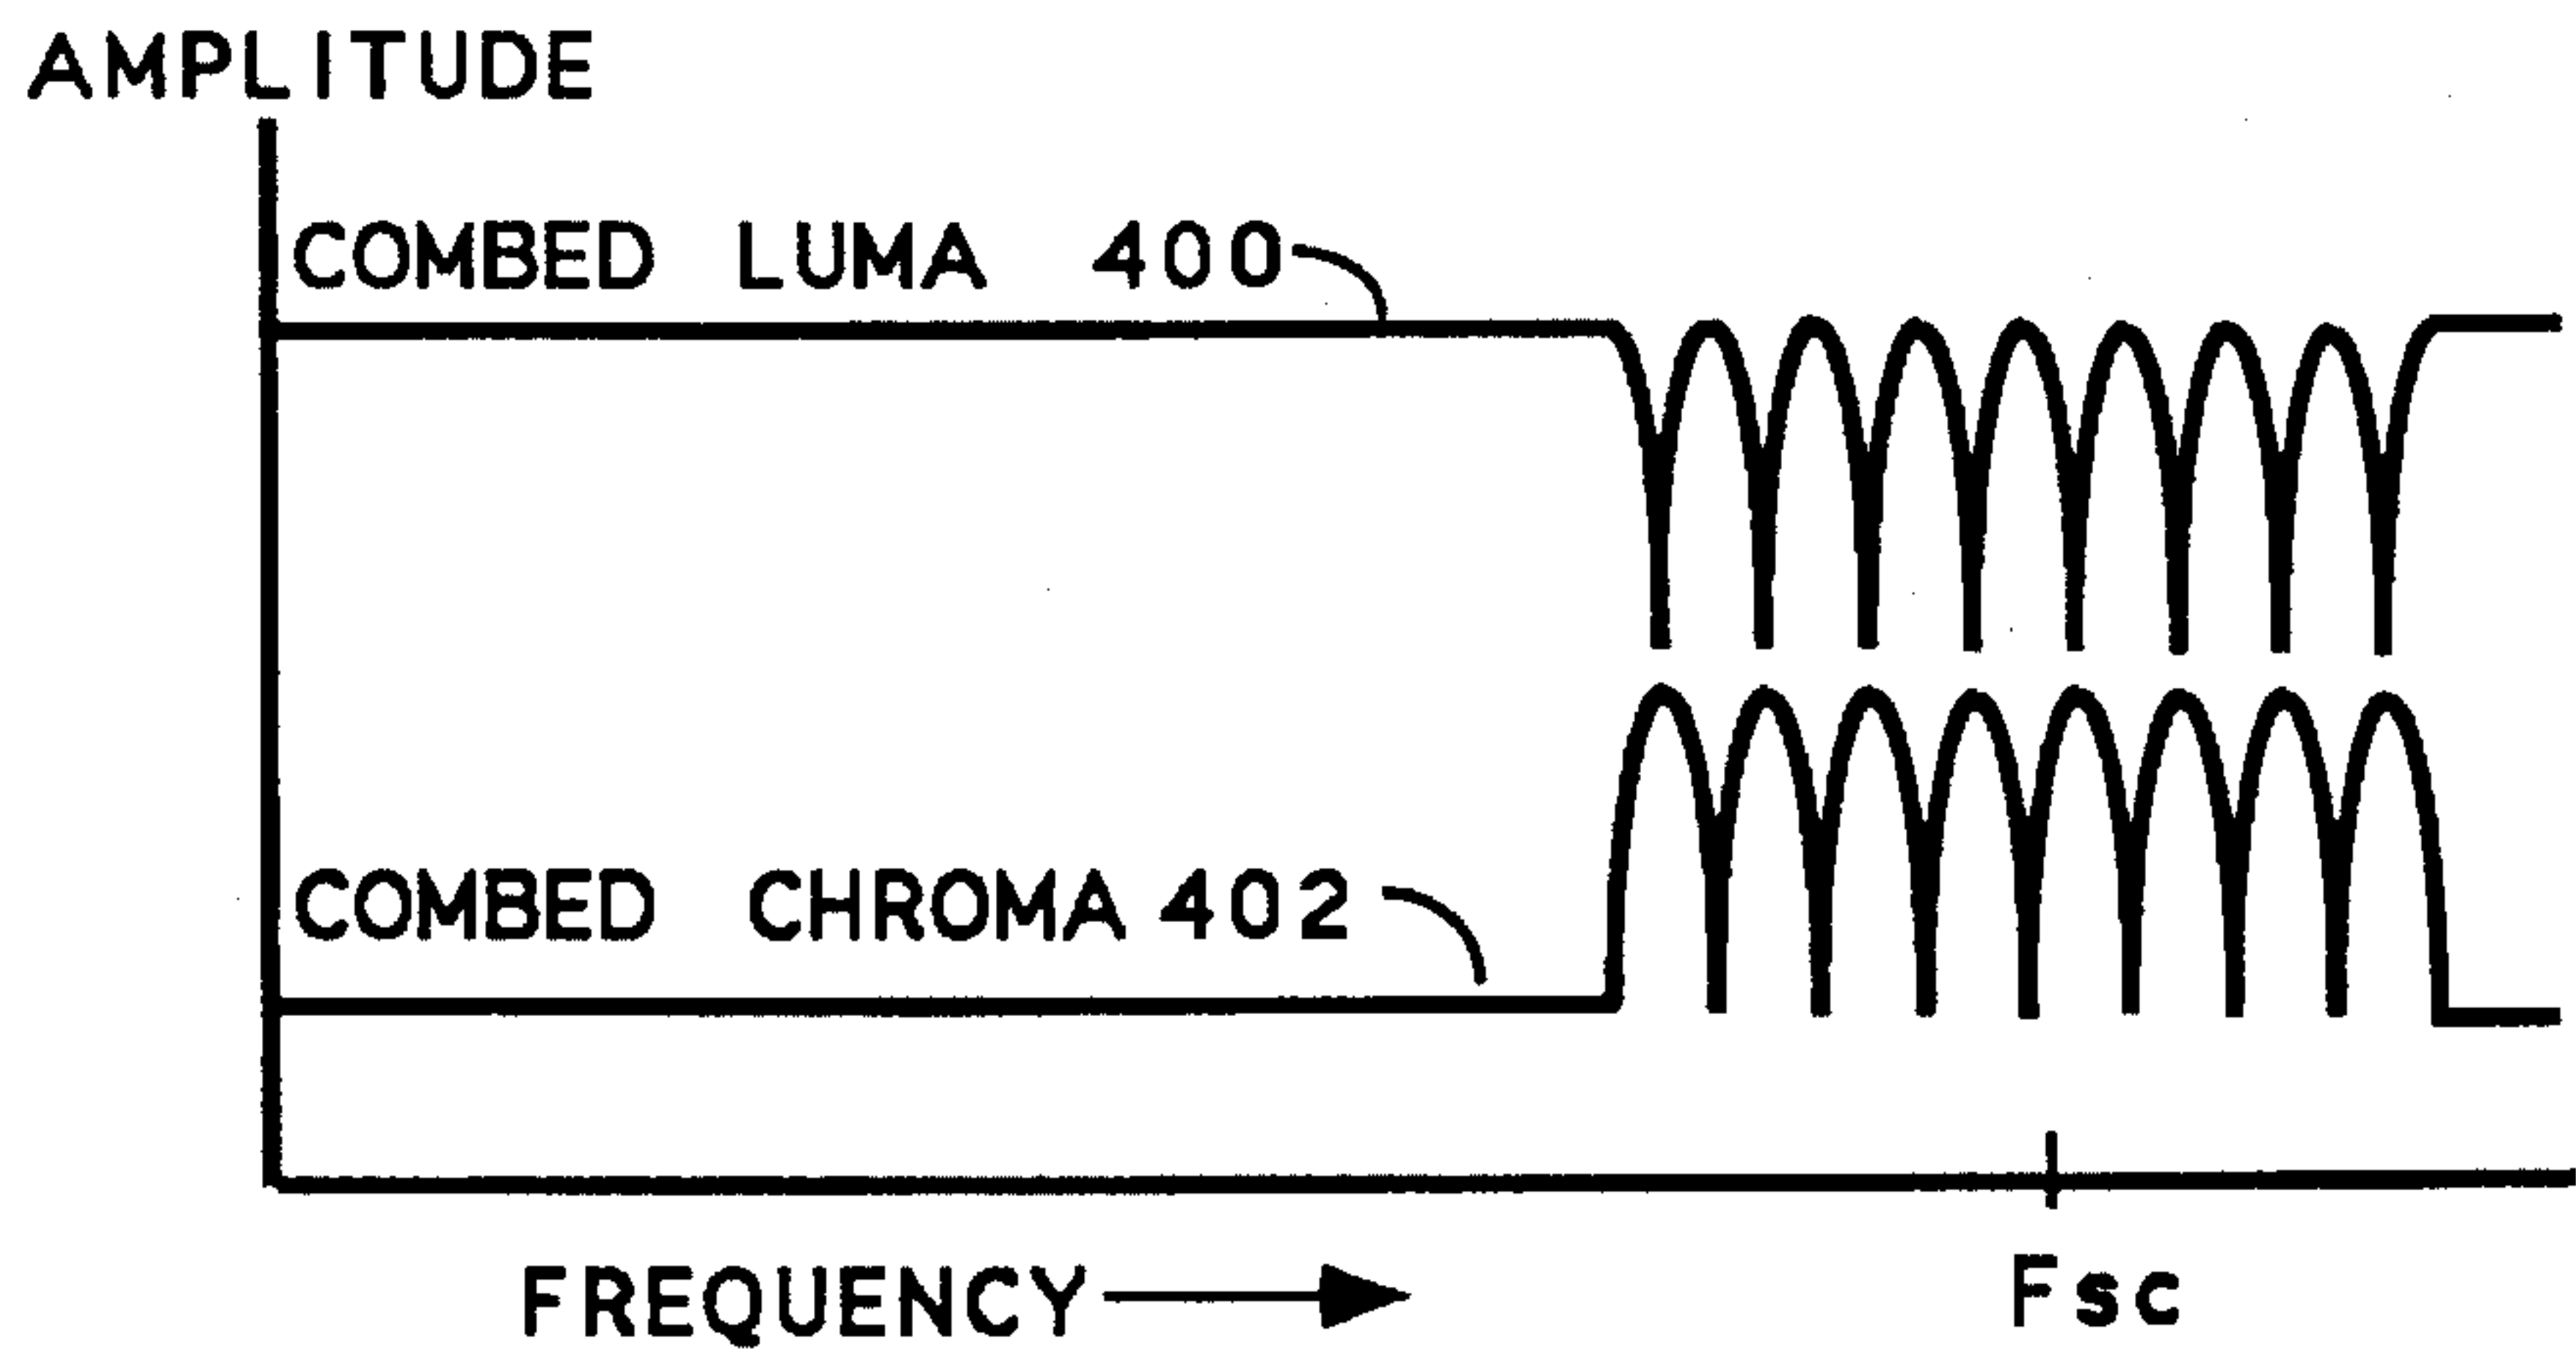 AMPLITUDE
COMBED LUMA 400
COMBED CHROMA 402
FREQUENCY
Fsc